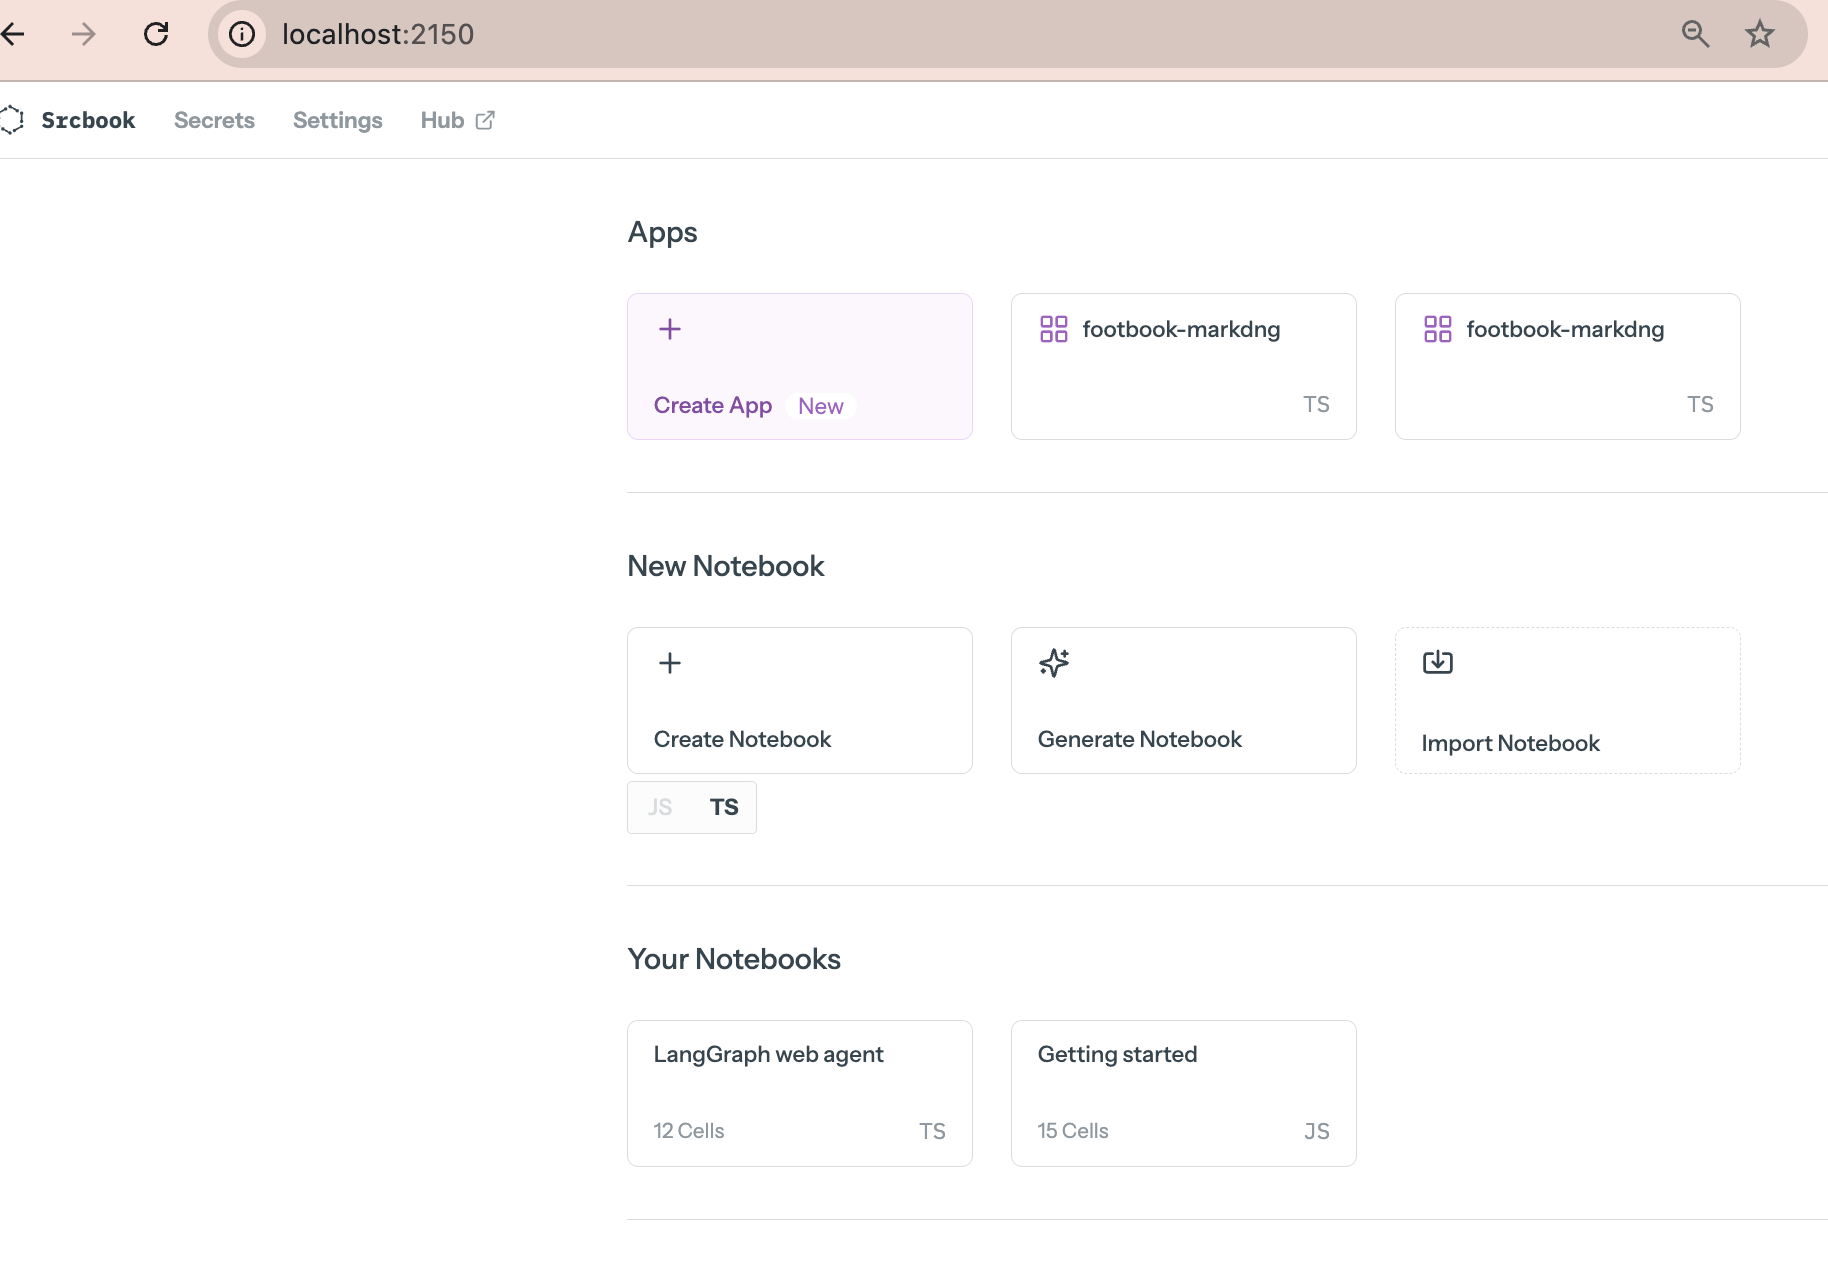 localhost:2150
Srcbook Secrets Settings Hub
Apps
Create App New
footbook-markdng
TS
footbook-markdng
TS
New Notebook
Create Notebook
Generate Notebook
Import Notebook
JS TS
Your Notebooks
LangGraph web agent
12 Cells TS
Getting started
15 Cells JS